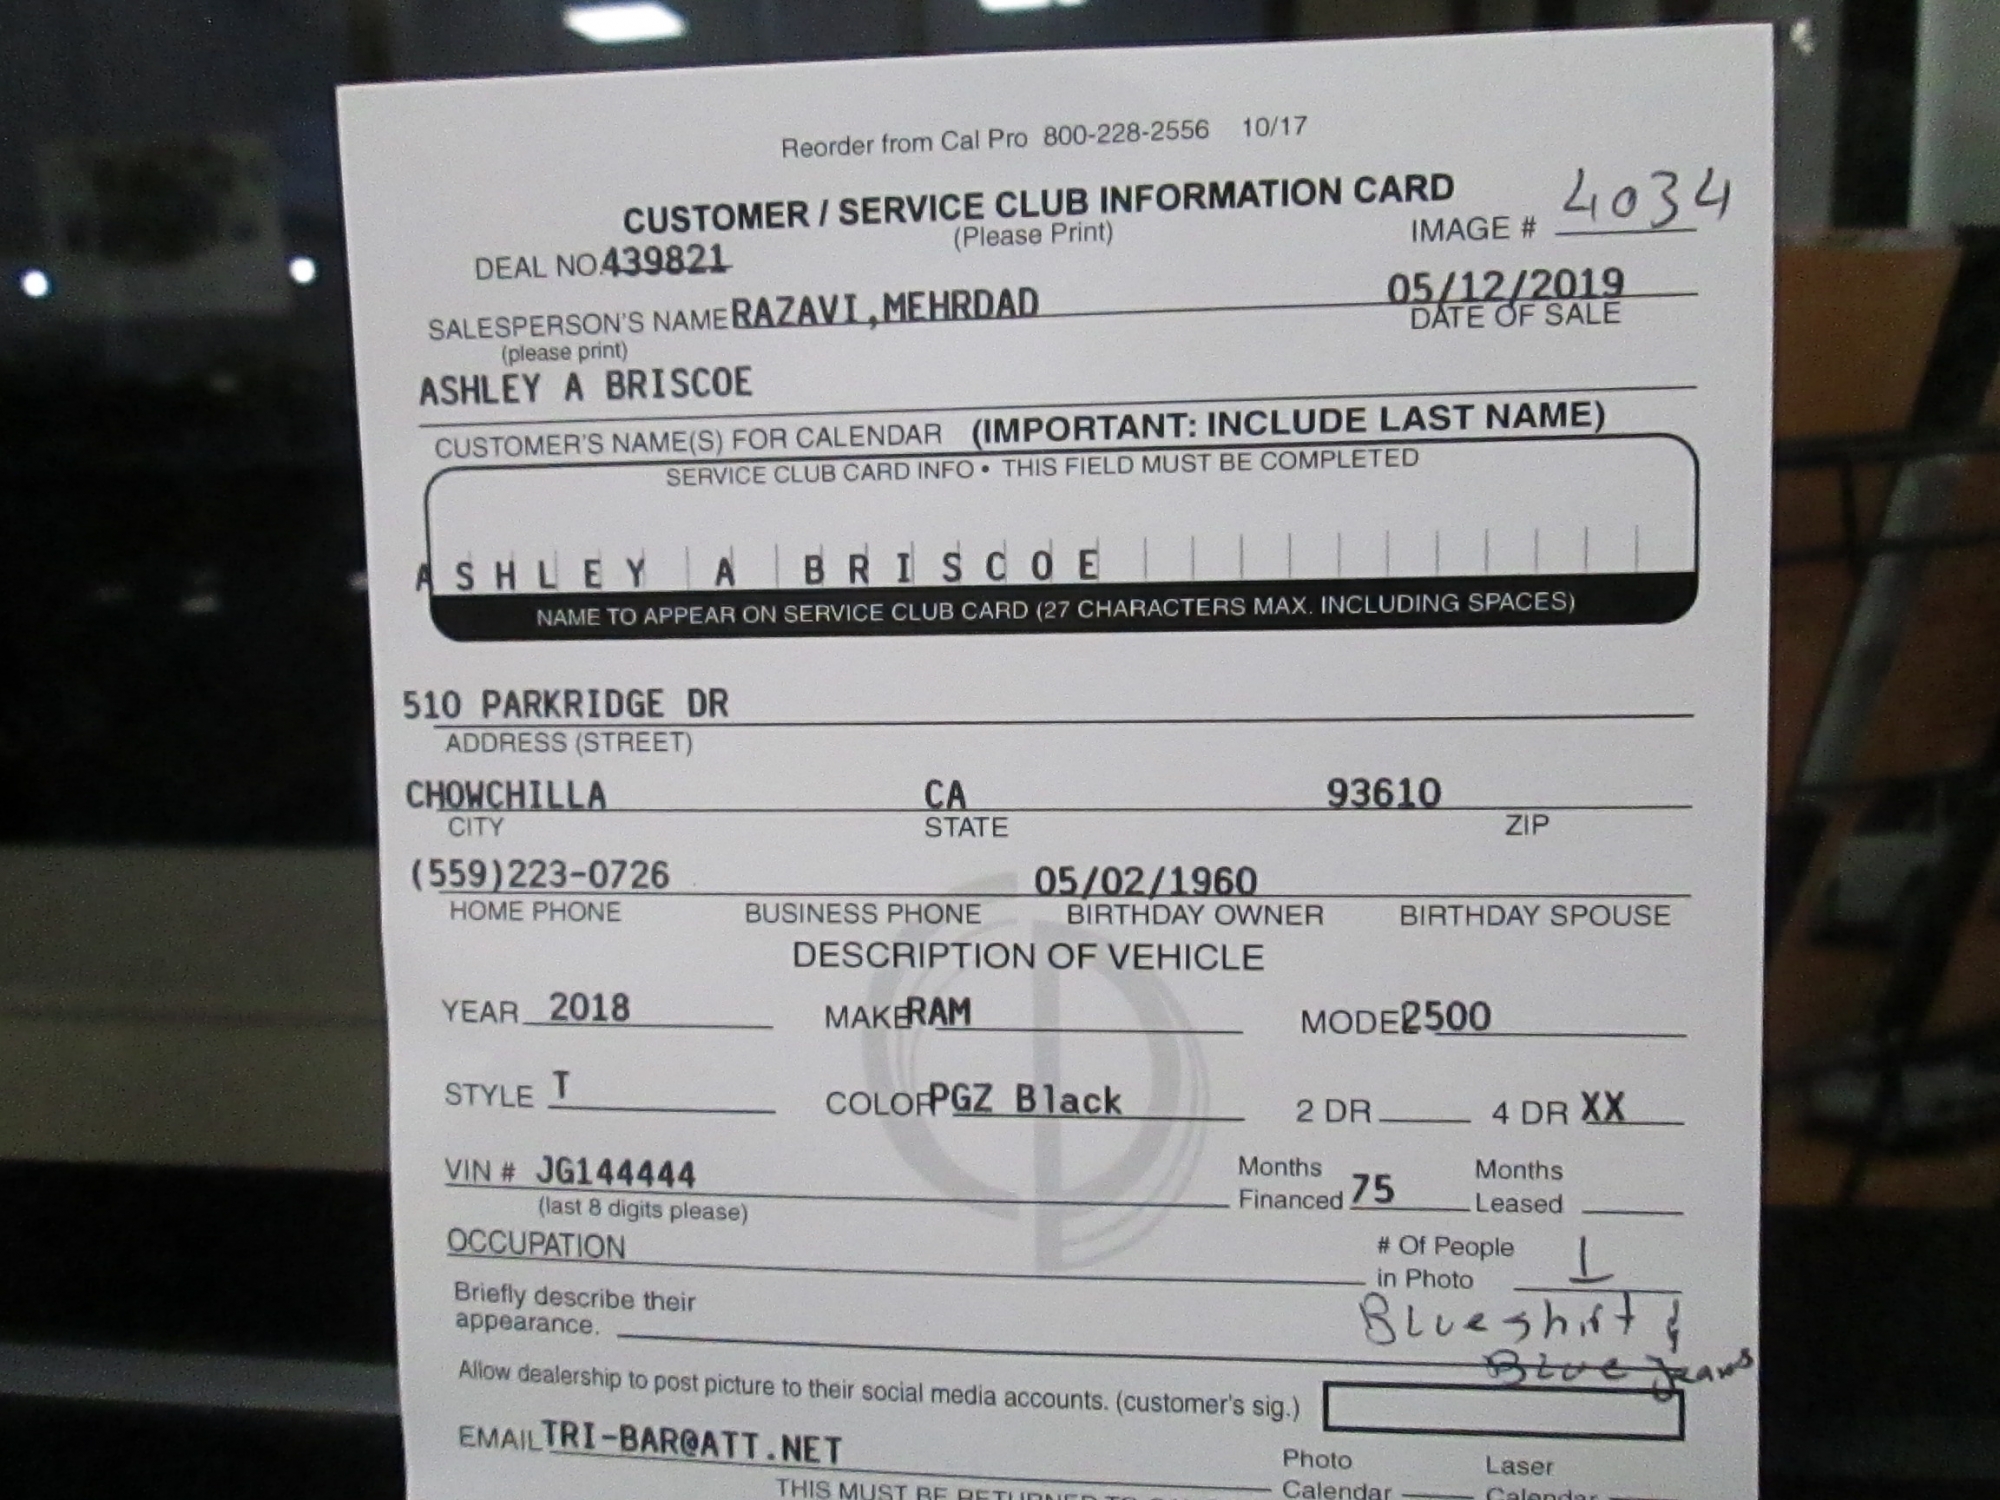 Reorder from Cal Pro 800-228-2556 10/17
CUSTOMER / SERVICE CLUB INFORMATION CARD
(Please Print)
IMAGE # 4034
DEAL NO. 439821
SALESPERSON'S NAME RAZAVI,MEHRDAD 05/12/2019
(please print) DATE OF SALE
ASHLEY A BRISCOE
CUSTOMER'S NAME(S) FOR CALENDAR (IMPORTANT: INCLUDE LAST NAME)
SERVICE CLUB CARD INFO • THIS FIELD MUST BE COMPLETED
ASHLEY A BRISCOE
NAME TO APPEAR ON SERVICE CLUB CARD (27 CHARACTERS MAX. INCLUDING SPACES)
510 PARKRIDGE DR
ADDRESS (STREET)
CHOWCHILLA CA 93610
CITY STATE ZIP
(559)223-0726 05/02/1960
HOME PHONE BUSINESS PHONE BIRTHDAY OWNER BIRTHDAY SPOUSE
DESCRIPTION OF VEHICLE
YEAR 2018 MAKE RAM MODEL 2500
STYLE T COLOR PGZ Black 2 DR 4 DR XX
VIN # JG144444 Months Financed 75 Months Leased
(last 8 digits please)
OCCUPATION # Of People in Photo 1
Briefly describe their appearance. Blue shirt & Blue Jeans
Allow dealership to post picture to their social media accounts. (customer's sig.)
EMAIL TRI-BAR@ATT.NET
Photo Calendar Laser Calendar
THIS MUST BE RETURNED